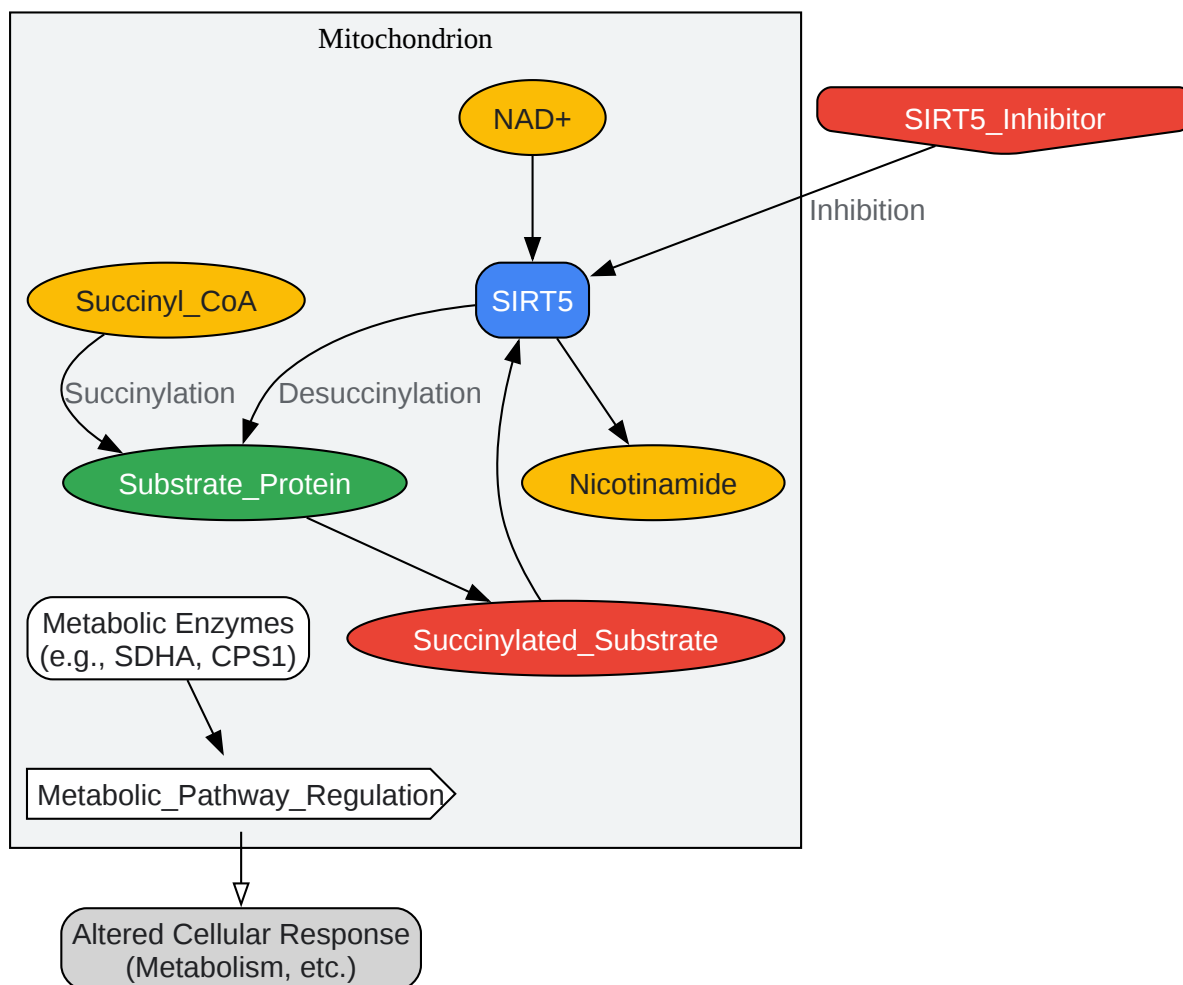 Mitochondrion
NAD+
SIRT5_Inhibitor
Inhibition
Succinyl_CoA
SIRT5
Succinylation
Desuccinylation
Substrate_Protein
Nicotinamide
Metabolic Enzymes
(e.g., SDHA, CPS1)
Succinylated_Substrate
Metabolic_Pathway_Regulation
Altered Cellular Response
(Metabolism, etc.)